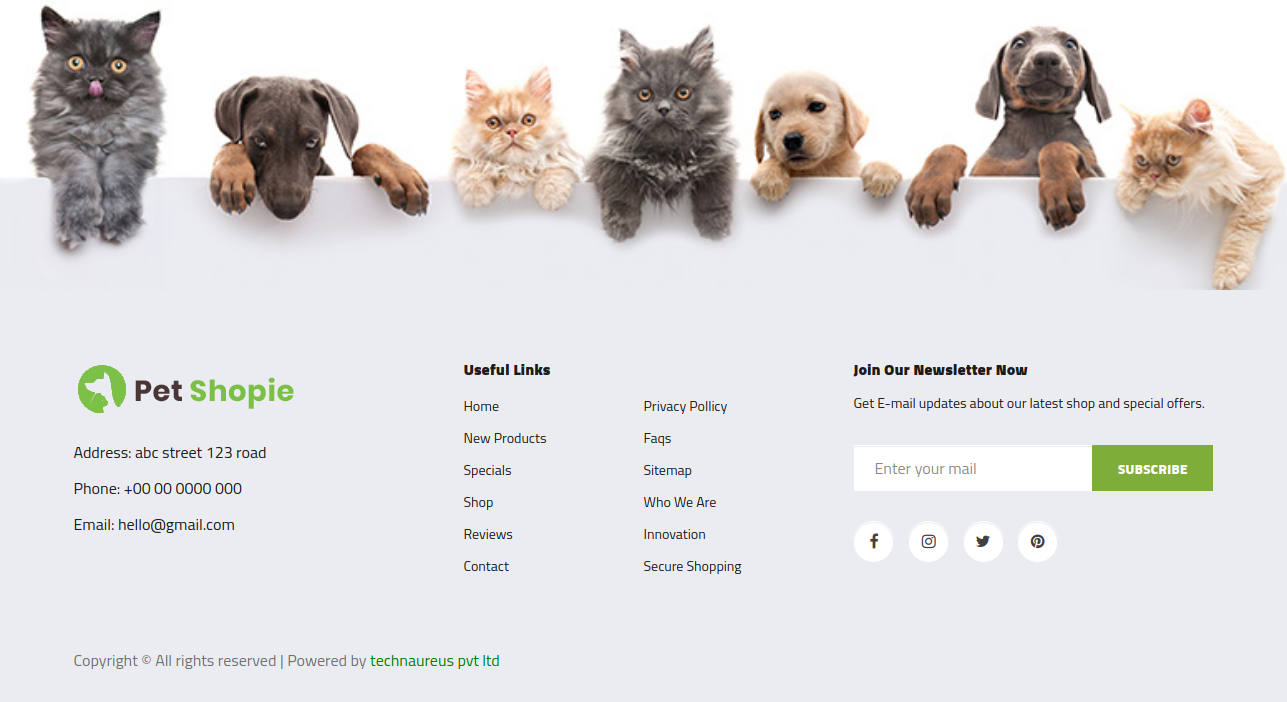 Pet Shopie
Address: abc street 123 road
Phone: +00 00 0000 000
Email: hello@gmail.com
Useful Links
Home
New Products
Specials
Shop
Reviews
Contact
Privacy Pollicy
Faqs
Sitemap
Who We Are
Innovation
Secure Shopping
Join Our Newsletter Now
Get E-mail updates about our latest shop and special offers.
Enter your mail
SUBSCRIBE
Copyright © All rights reserved | Powered by technaureus pvt ltd